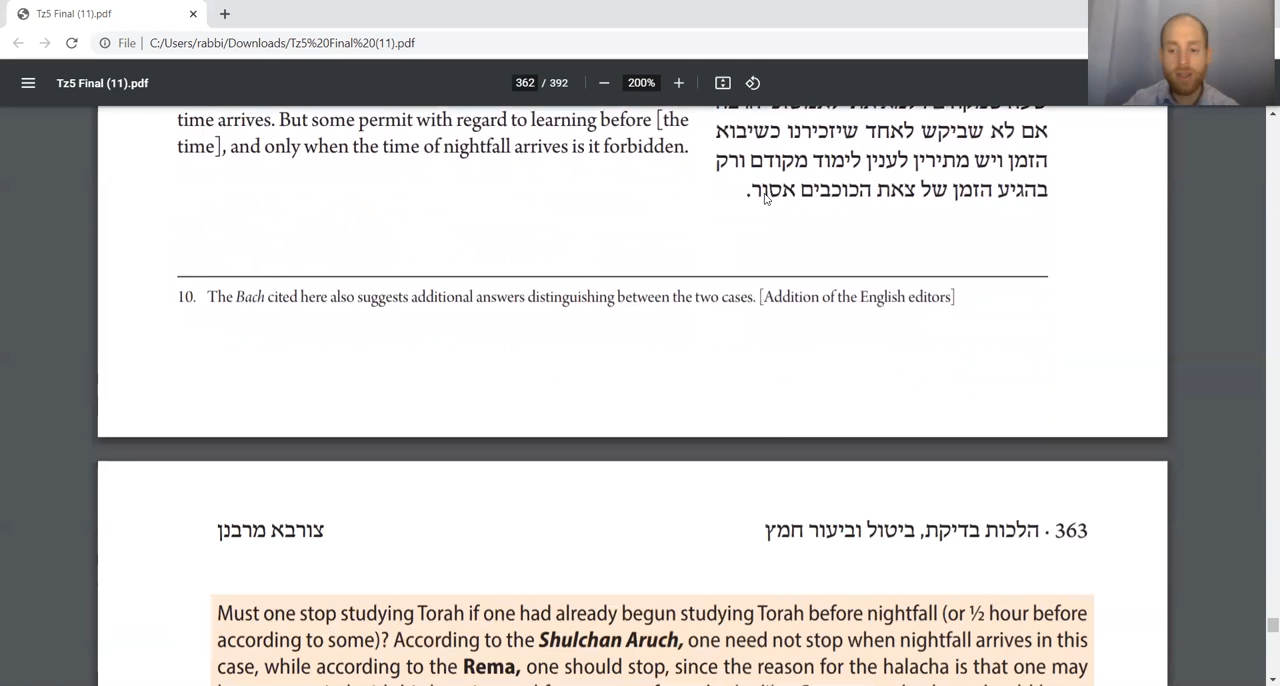 Tz5 Final (11).pdf
File
C:/Users/rabbi/Downloads/Tz5%20Final%20(11).pdf
Tz5 Final (11).pdf
362 / 392
200%
time arrives. But some permit with regard to learning before [the
time], and only when the time of nightfall arrives is it forbidden.
אם לא שביקש לאחד שיזכירנו כשיבוא
הזמן ויש מתירין לענין לימוד מקודם ורק
בהגיע הזמן של צאת הכוכבים אסור.
10. The Bach cited here also suggests additional answers distinguishing between the two cases. [Addition of the English editors]
363 · הלכות בדיקת, ביטול וביעור חמץ
צורבא מרבנן
Must one stop studying Torah if one had already begun studying Torah before nightfall (or ½ hour before
according to some)? According to the Shulchan Aruch, one need not stop when nightfall arrives in this
case, while according to the Rema, one should stop, since the reason for the halacha is that one may